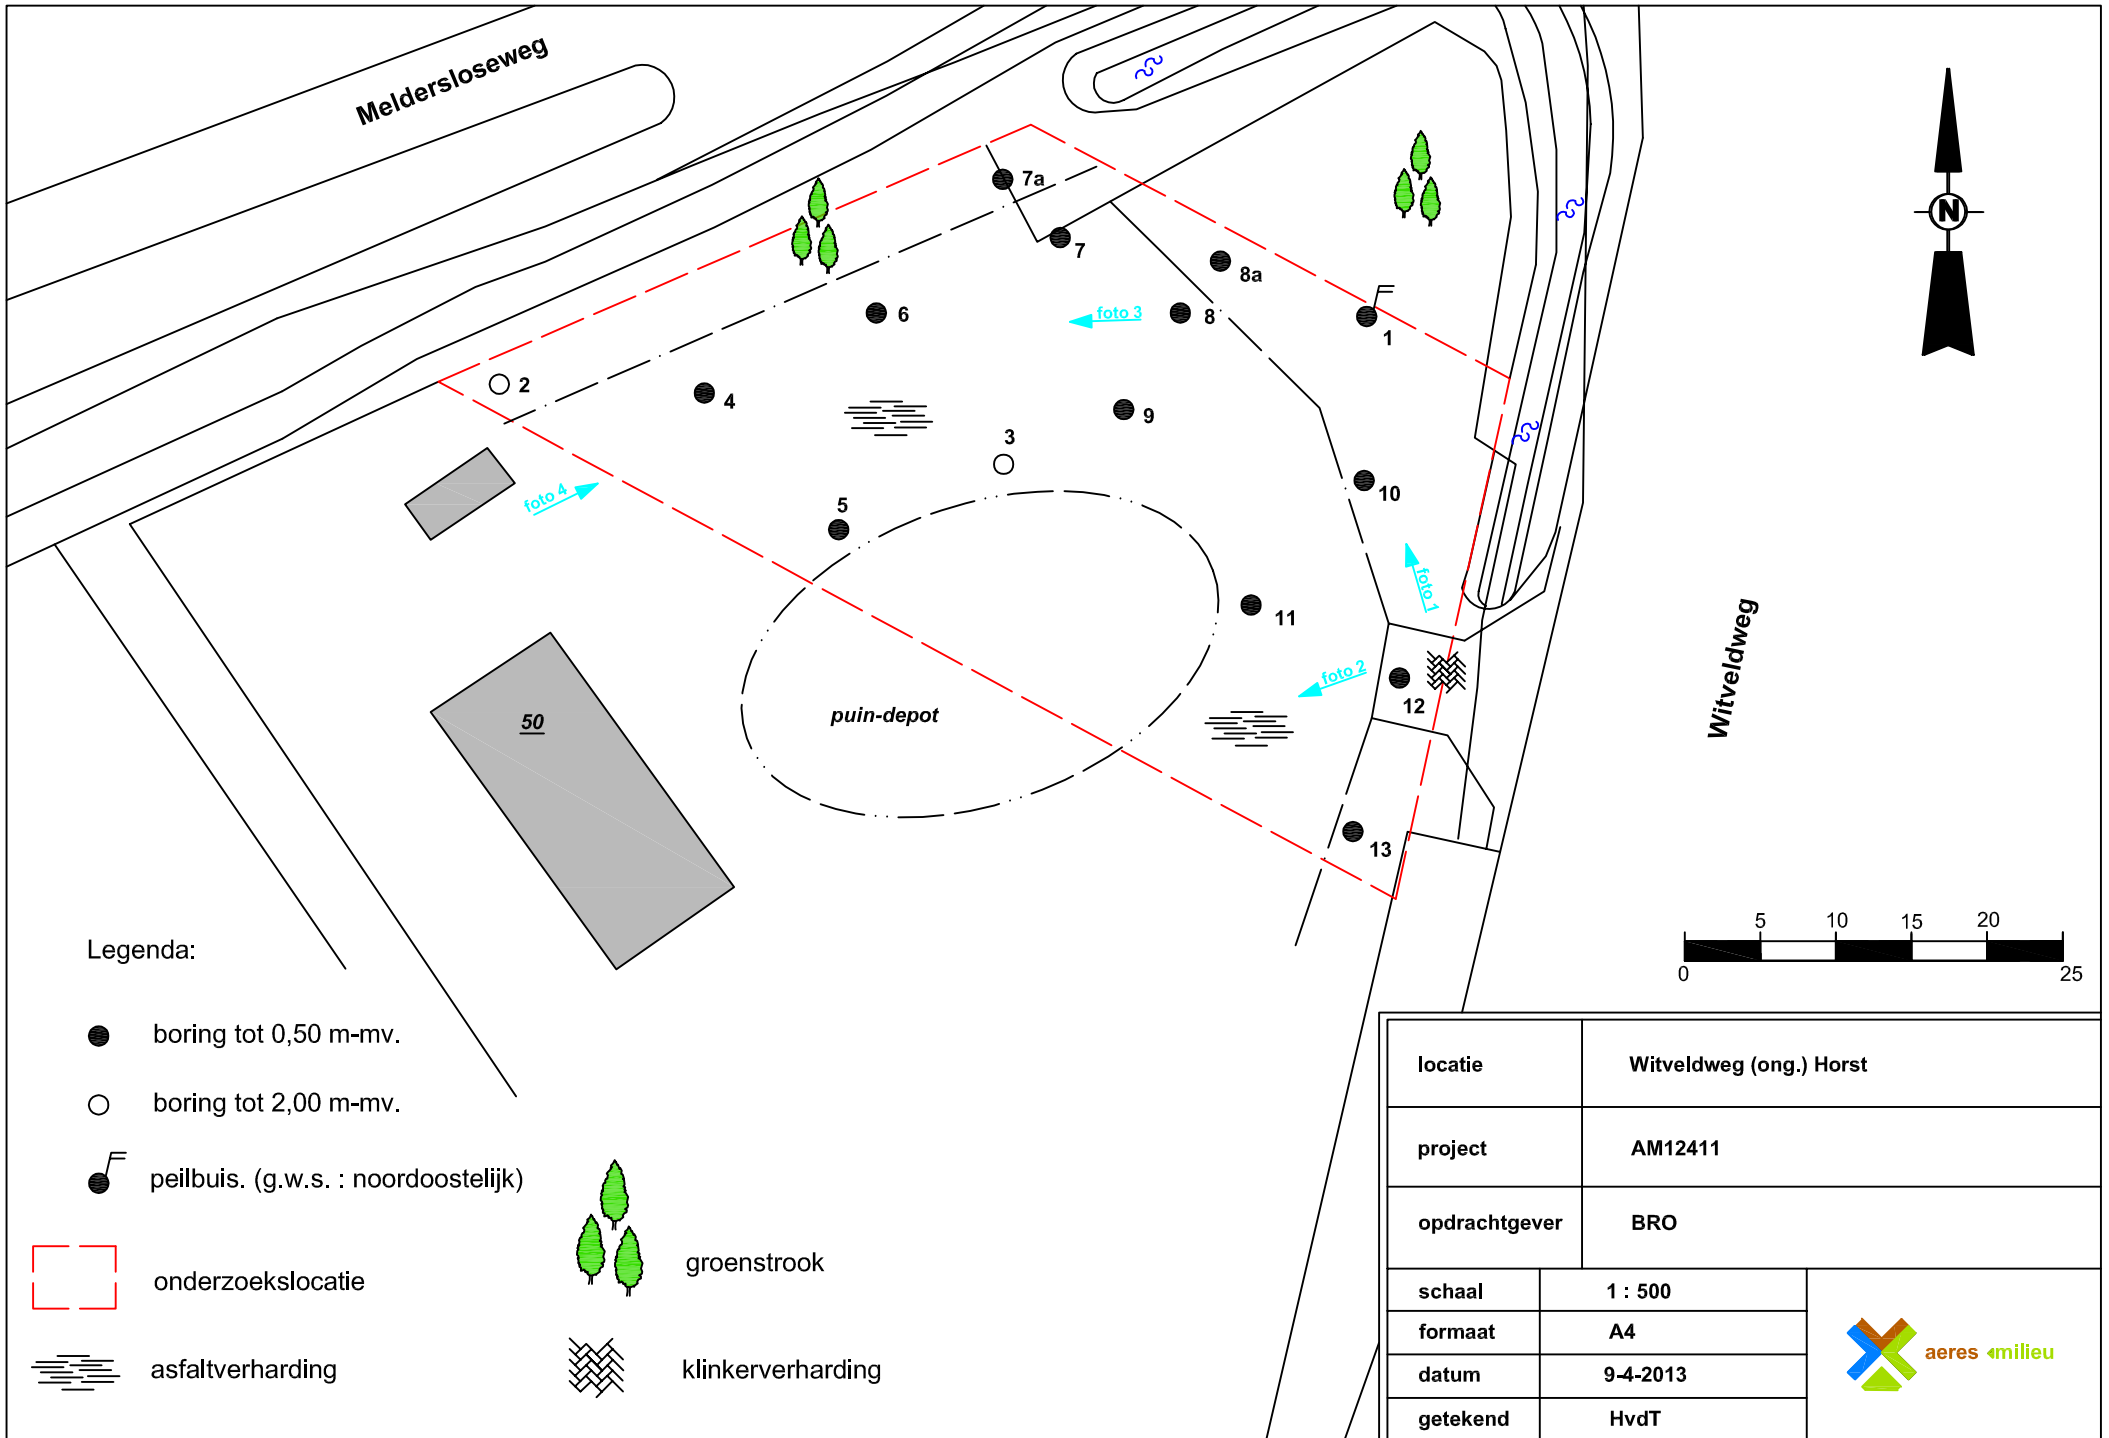 Meldersloseweg
7a
7
8a
foto 3
8
6
1
2
4
9
3
foto 4
10
5
foto 1
11
Witveldweg
foto 2
12
50
puin-depot
13
5 10 15 20
0 25
Legenda:
boring tot 0,50 m-mv.
boring tot 2,00 m-mv.
peilbuis. (g.w.s. : noordoostelijk)
onderzoekslocatie
groenstrook
asfaltverharding
klinkerverharding
N
locatie Witveldweg (ong.) Horst
project AM12411
opdrachtgever BRO
schaal 1 : 500
formaat A4
datum 9-4-2013
getekend HvdT
aeres milieu